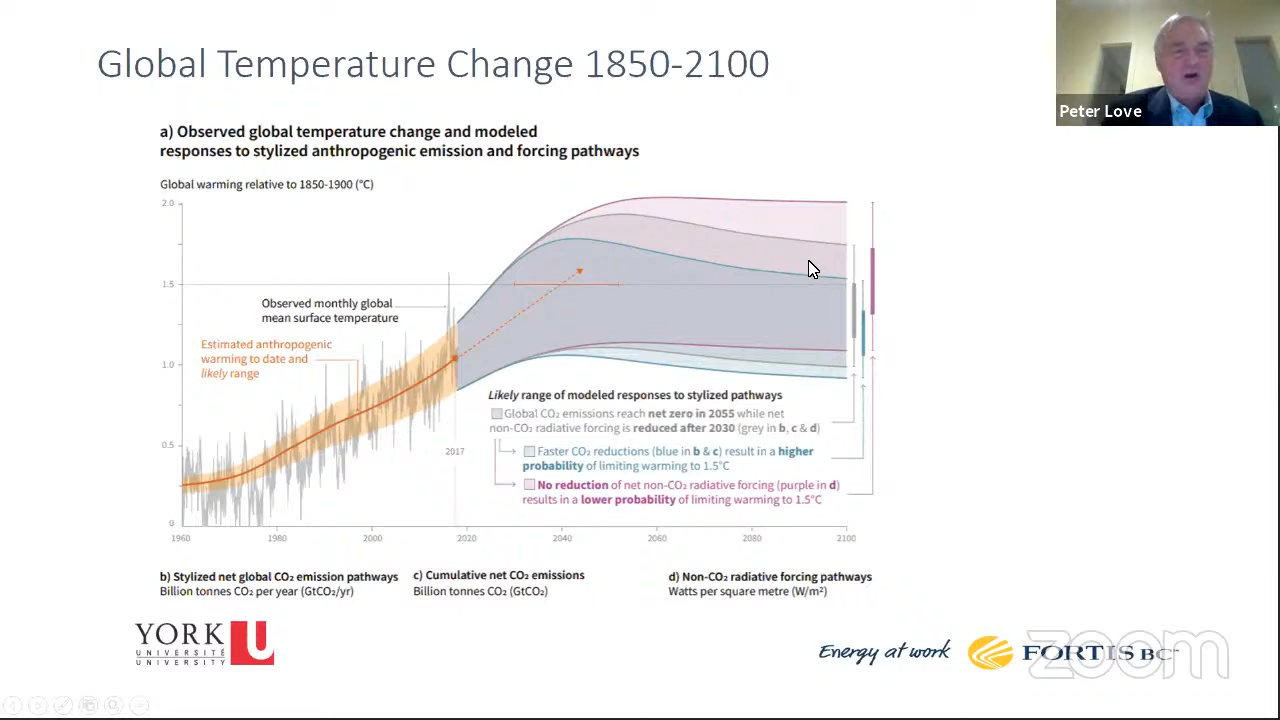 Global Temperature Change 1850-2100
Peter Love
a) Observed global temperature change and modeled
responses to stylized anthropogenic emission and forcing pathways
Global warming relative to 1850-1900 (°C)
2.0
1.5
1.0
0.5
0
Observed monthly global
mean surface temperature
Estimated anthropogenic
warming to date and
likely range
2017
Likely range of modeled responses to stylized pathways
Global CO₂ emissions reach net zero in 2055 while net
non-CO₂ radiative forcing is reduced after 2030 (grey in b, c & d)
Faster CO₂ reductions (blue in b & c) result in a higher
probability of limiting warming to 1.5°C
No reduction of net non-CO₂ radiative forcing (purple in d)
results in a lower probability of limiting warming to 1.5°C
1960
1980
2000
2020
2040
2060
2080
2100
b) Stylized net global CO₂ emission pathways
Billion tonnes CO₂ per year (GtCO₂/yr)
c) Cumulative net CO₂ emissions
Billion tonnes CO₂ (GtCO₂)
d) Non-CO₂ radiative forcing pathways
Watts per square metre (W/m²)
YORK U
UNIVERSITÉ
UNIVERSITY
Energy at work
FORTIS BC™
zoom